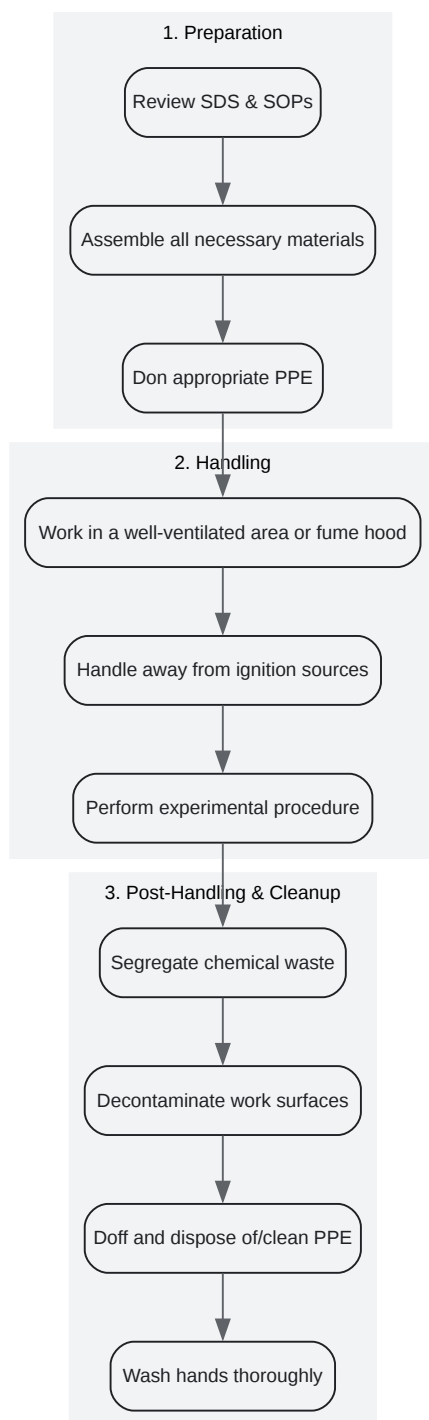 1. Preparation
Review SDS & SOPs
Assemble all necessary materials
Don appropriate PPE
2. Handling
Work in a well-ventilated area or fume hood
Handle away from ignition sources
Perform experimental procedure
3. Post-Handling & Cleanup
Segregate chemical waste
Decontaminate work surfaces
Doff and dispose of/clean PPE
Wash hands thoroughly